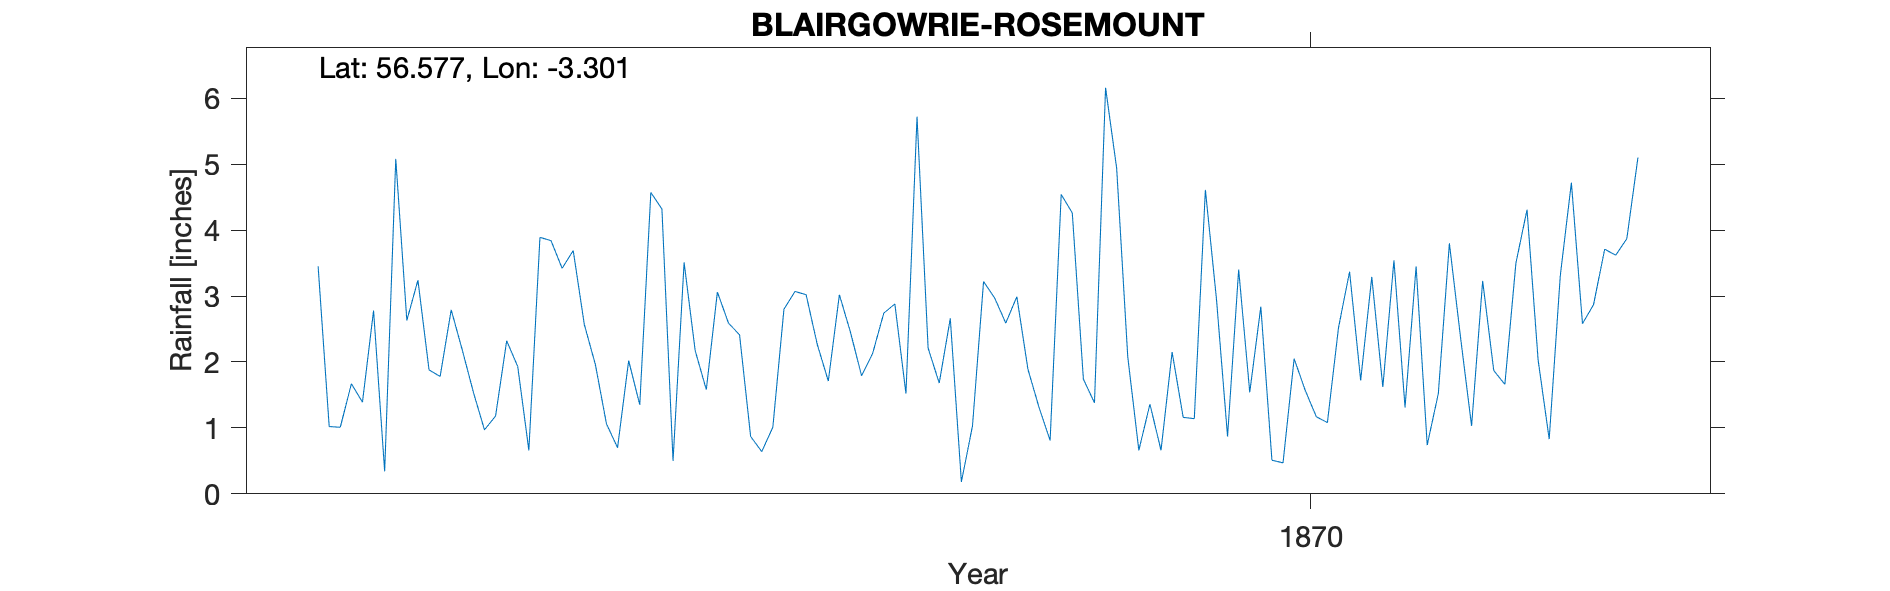 BLAIRGOWRIE-ROSEMOUNT
Lat: 56.577, Lon: -3.301
6
5
4
3
2
1
0
Rainfall [inches]
1870
Year